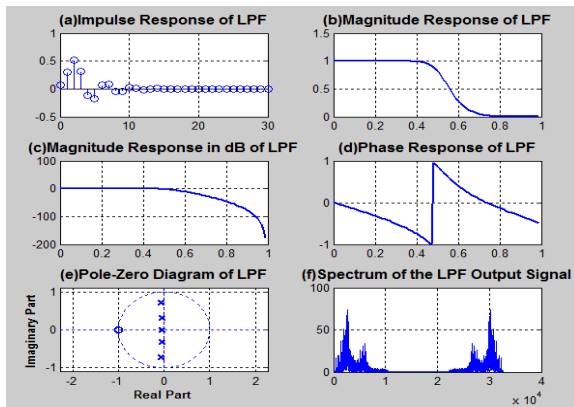 (a)Impulse Response of LPF
1
0.5
0
-0.5
0 10 20 30
(b)Magnitude Response of LPF
1.5
1
0.5
0
0 0.2 0.4 0.6 0.8 1
(c)Magnitude Response in dB of LPF
100
0
-100
-200
0 0.2 0.4 0.6 0.8 1
(d)Phase Response of LPF
1
0
-1
0 0.2 0.4 0.6 0.8 1
(e)Pole-Zero Diagram of LPF
Imaginary Part
1
0
-1
-2 -1 0 1 2
Real Part
(f)Spectrum of the LPF Output Signal
100
75
50
25
0
0 1 2 3 4
× 10⁴